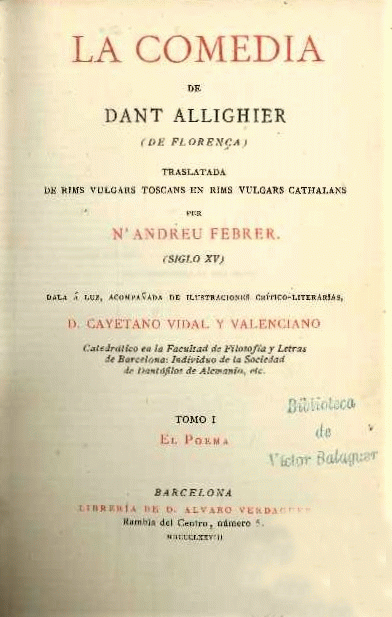 LA COMEDIA
DE
DANT ALLIGHIER
(DE FLORENÇA)
TRASLATADA
DE RIMS VULGARS TOSCANS EN RIMS VULGARS CATHALANS
PER
N' ANDREU FEBRER.
(SIGLO XV)
DALA Á LUZ, ACOMPAÑADA DE ILUSTRACIONES CRÍTICO-LITERARIAS,
D. CAYETANO VIDAL Y VALENCIANO
Catedrático en la Facultad de Filosofía y Letras
de Barcelona: Individuo de la Sociedad
de Dantófilos de Alemania, etc.
TOMO I
EL POEMA
Biblioteca
de
Víctor Balaguer
BARCELONA
LIBRERÍA DE D. ALVARO VERDAGUER
Rambla del Centro, número 5.
MDCCCLXXVIII